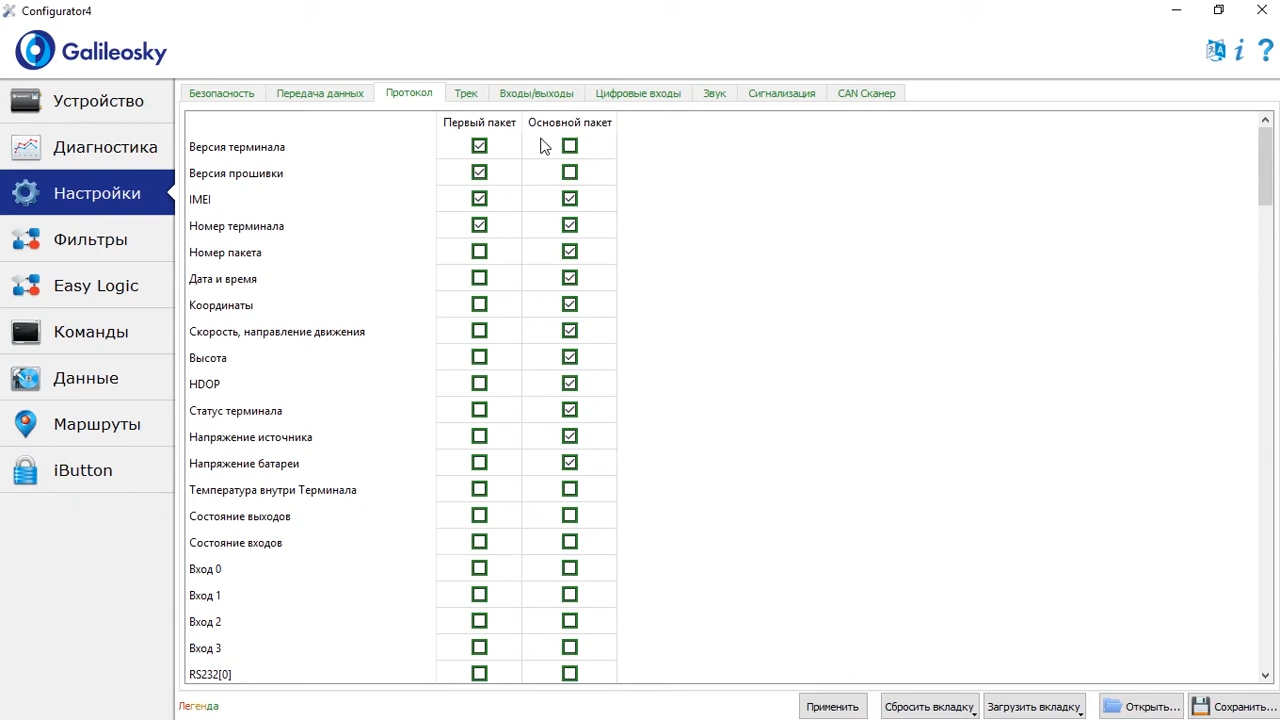 Configurator4
Galileosky
Устройство
Диагностика
Настройки
Фильтры
Easy Logic
Команды
Данные
Маршруты
iButton
Безопасность Передача данных Протокол Трек Входы/выходы Цифровые входы Звук Сигнализация CAN Сканер
Первый пакет Основной пакет
Версия терминала
Версия прошивки
IMEI
Номер терминала
Номер пакета
Дата и время
Координаты
Скорость, направление движения
Высота
HDOP
Статус терминала
Напряжение источника
Напряжение батареи
Температура внутри Терминала
Состояние выходов
Состояние входов
Вход 0
Вход 1
Вход 2
Вход 3
RS232[0]
Легенда Применить Сбросить вкладку Загрузить вкладку Открыть... Сохранить...